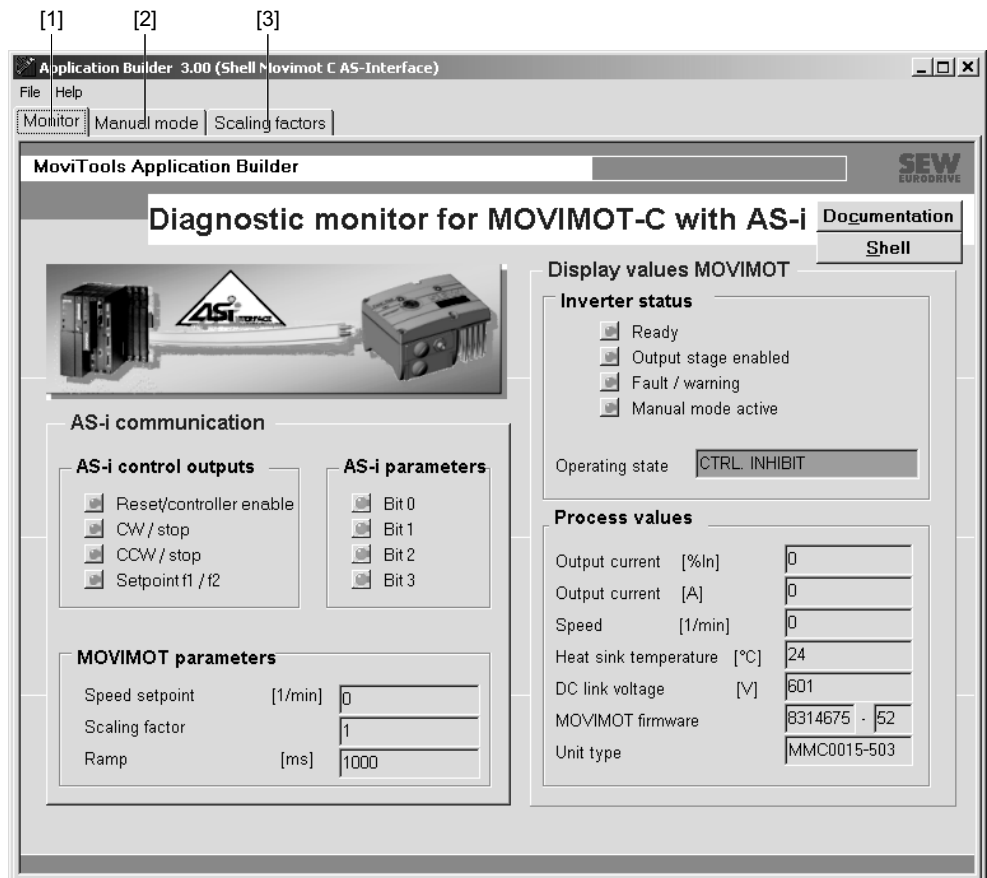 [1] [2] [3]
Application Builder 3.00 (Shell Movimot C AS-Interface)
File Help
Monitor Manual mode Scaling factors
MoviTools Application Builder
SEW
EURODRIVE
Diagnostic monitor for MOVIMOT-C with AS-i
Documentation
Shell
ASi INTERFACE
AS-i communication
AS-i control outputs
Reset/controller enable
CW / stop
CCW / stop
Setpoint f1 / f2
AS-i parameters
Bit 0
Bit 1
Bit 2
Bit 3
MOVIMOT parameters
Speed setpoint [1/min] 0
Scaling factor 1
Ramp [ms] 1000
Display values MOVIMOT
Inverter status
Ready
Output stage enabled
Fault / warning
Manual mode active
Operating state CTRL. INHIBIT
Process values
Output current [%In] 0
Output current [A] 0
Speed [1/min] 0
Heat sink temperature [°C] 24
DC link voltage [V] 601
MOVIMOT firmware 8314675 - 52
Unit type MMC0015-503